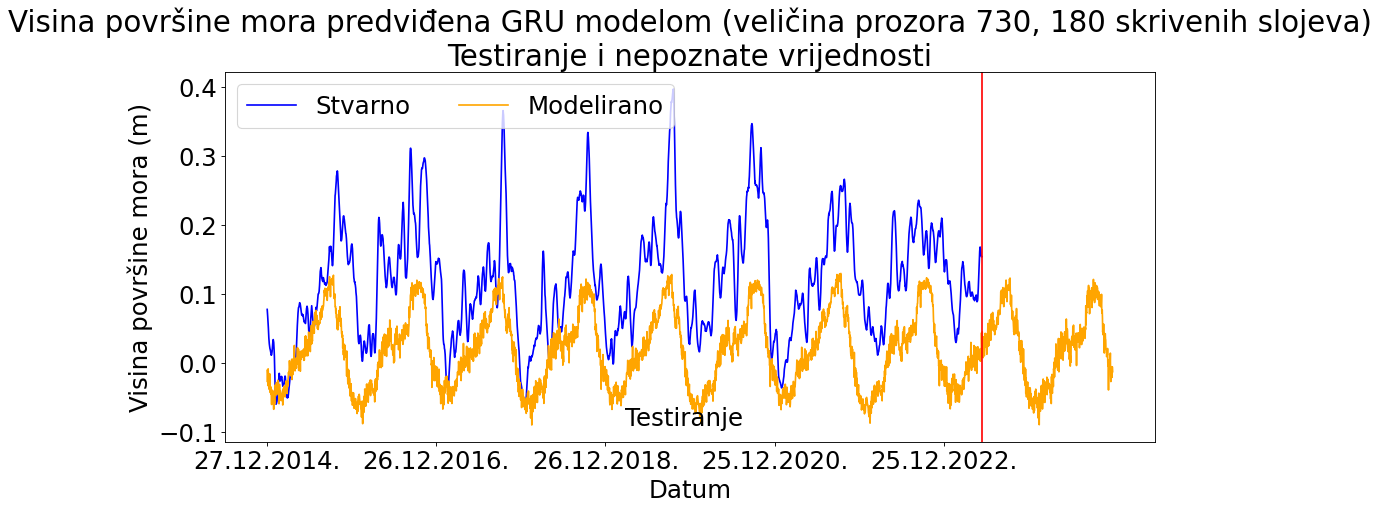 Visina površine mora predviđena GRU modelom (veličina prozora 730, 180 skrivenih slojeva)
Testiranje i nepoznate vrijednosti
Stvarno Modelirano
Visina površine mora (m)
0.4
0.3
0.2
0.1
0.0
−0.1
Testiranje
27.12.2014. 26.12.2016. 26.12.2018. 25.12.2020. 25.12.2022.
Datum